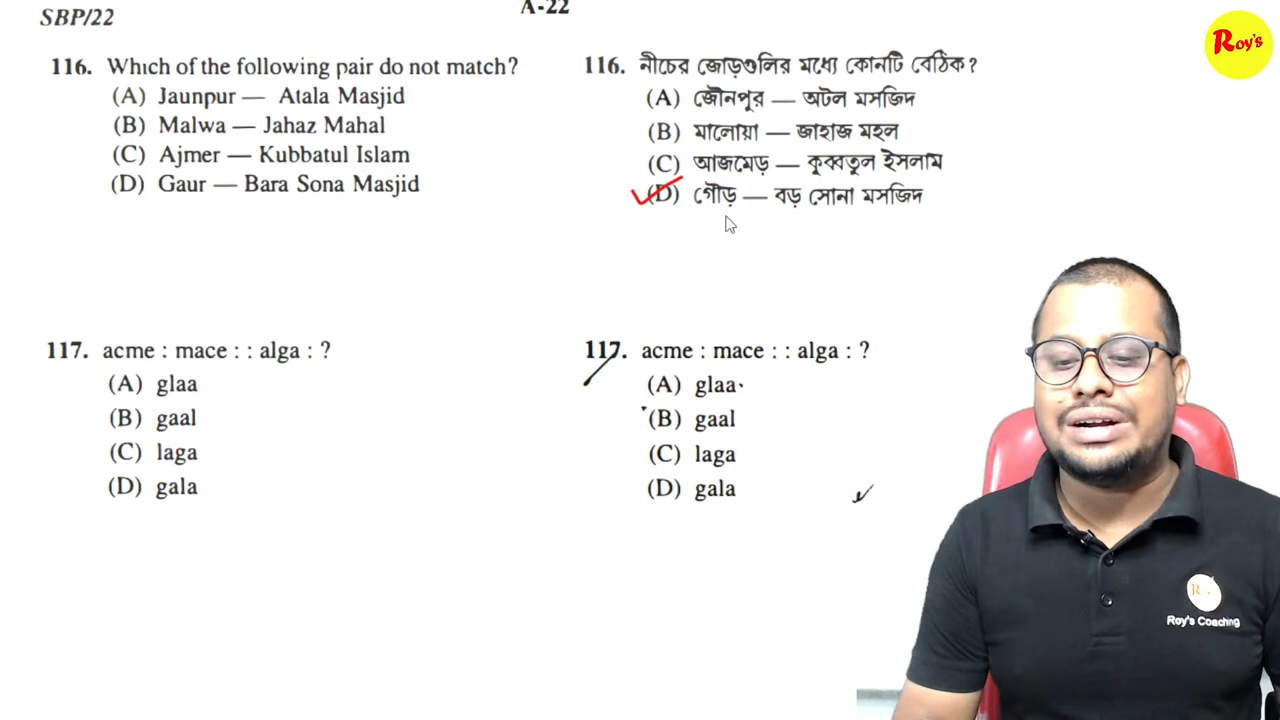 SBP/22
A-22
Roy's
116. Which of the following pair do not match?
(A) Jaunpur — Atala Masjid
(B) Malwa — Jahaz Mahal
(C) Ajmer — Kubbatul Islam
(D) Gaur — Bara Sona Masjid
116. নীচের জোড়গুলির মধ্যে কোনটি বেঠিক?
(A) জৌনপুর — অটল মসজিদ
(B) মালোয়া — জাহাজ মহল
(C) আজমেড় — কুব্বতুল ইসলাম
(D) গৌড় — বড় সোনা মসজিদ
117. acme : mace : : alga : ?
(A) glaa
(B) gaal
(C) laga
(D) gala
117. acme : mace : : alga : ?
(A) glaa
(B) gaal
(C) laga
(D) gala
Roy's Coaching